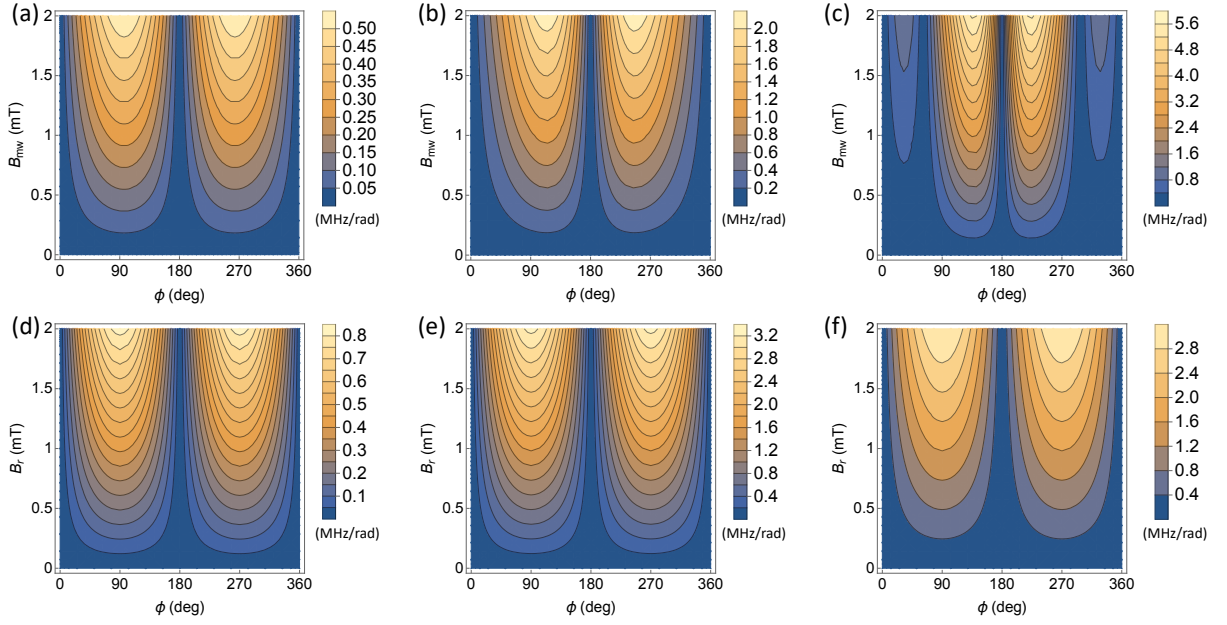 (a)
2
1.5
1
0.5
0
B_mw (mT)
0 90 180 270 360
ϕ (deg)
0.50
0.45
0.40
0.35
0.30
0.25
0.20
0.15
0.10
0.05
(MHz/rad)
(b)
2
1.5
1
0.5
0
B_mw (mT)
0 90 180 270 360
ϕ (deg)
2.0
1.8
1.6
1.4
1.2
1.0
0.8
0.6
0.4
0.2
(MHz/rad)
(c)
2
1.5
1
0.5
0
B_mw (mT)
0 90 180 270 360
ϕ (deg)
5.6
4.8
4.0
3.2
2.4
1.6
0.8
(MHz/rad)
(d)
2
1.5
1
0.5
0
B_r (mT)
0 90 180 270 360
ϕ (deg)
0.8
0.7
0.6
0.5
0.4
0.3
0.2
0.1
(MHz/rad)
(e)
2
1.5
1
0.5
0
B_r (mT)
0 90 180 270 360
ϕ (deg)
3.2
2.8
2.4
2.0
1.6
1.2
0.8
0.4
(MHz/rad)
(f)
2
1.5
1
0.5
0
B_r (mT)
0 90 180 270 360
ϕ (deg)
2.8
2.4
2.0
1.6
1.2
0.8
0.4
(MHz/rad)